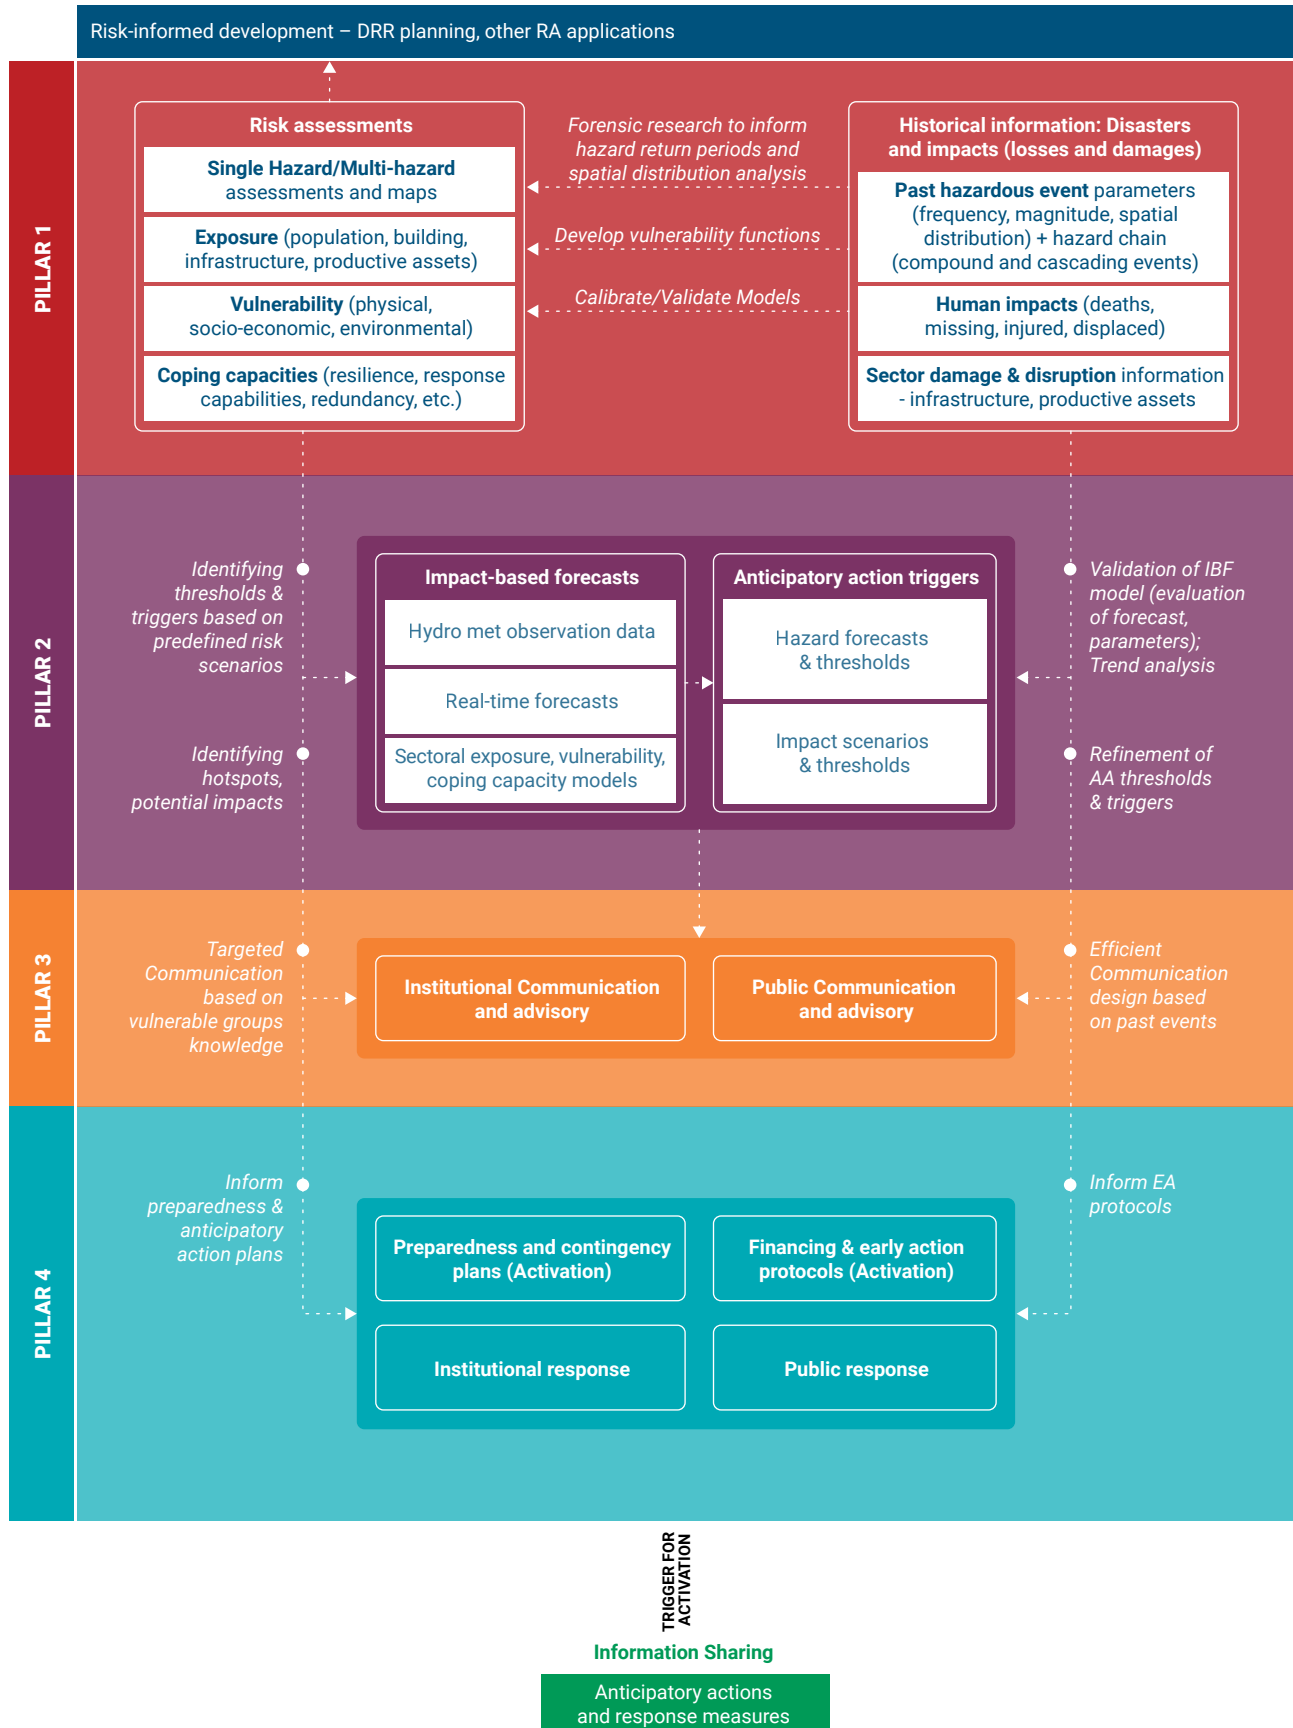 Risk-informed development – DRR planning, other RA applications
PILLAR 1
Risk assessments
Single Hazard/Multi-hazard
assessments and maps
Exposure (population, building,
infrastructure, productive assets)
Vulnerability (physical,
socio-economic, environmental)
Coping capacities (resilience, response
capabilities, redundancy, etc.)
Forensic research to inform
hazard return periods and
spatial distribution analysis
Develop vulnerability functions
Calibrate/Validate Models
Historical information: Disasters
and impacts (losses and damages)
Past hazardous event parameters
(frequency, magnitude, spatial
distribution) + hazard chain
(compound and cascading events)
Human impacts (deaths,
missing, injured, displaced)
Sector damage & disruption information
- infrastructure, productive assets
PILLAR 2
Identifying
thresholds &
triggers based on
predefined risk
scenarios
Identifying
hotspots,
potential impacts
Impact-based forecasts
Hydro met observation data
Real-time forecasts
Sectoral exposure, vulnerability,
coping capacity models
Anticipatory action triggers
Hazard forecasts
& thresholds
Impact scenarios
& thresholds
Validation of IBF
model (evaluation
of forecast,
parameters);
Trend analysis
Refinement of
AA thresholds
& triggers
PILLAR 3
Targeted
Communication
based on
vulnerable groups
knowledge
Institutional Communication
and advisory
Public Communication
and advisory
Efficient
Communication
design based
on past events
PILLAR 4
Inform
preparedness &
anticipatory
action plans
Preparedness and contingency
plans (Activation)
Financing & early action
protocols (Activation)
Institutional response
Public response
Inform EA
protocols
TRIGGER FOR
ACTIVATION
Information Sharing
Anticipatory actions
and response measures